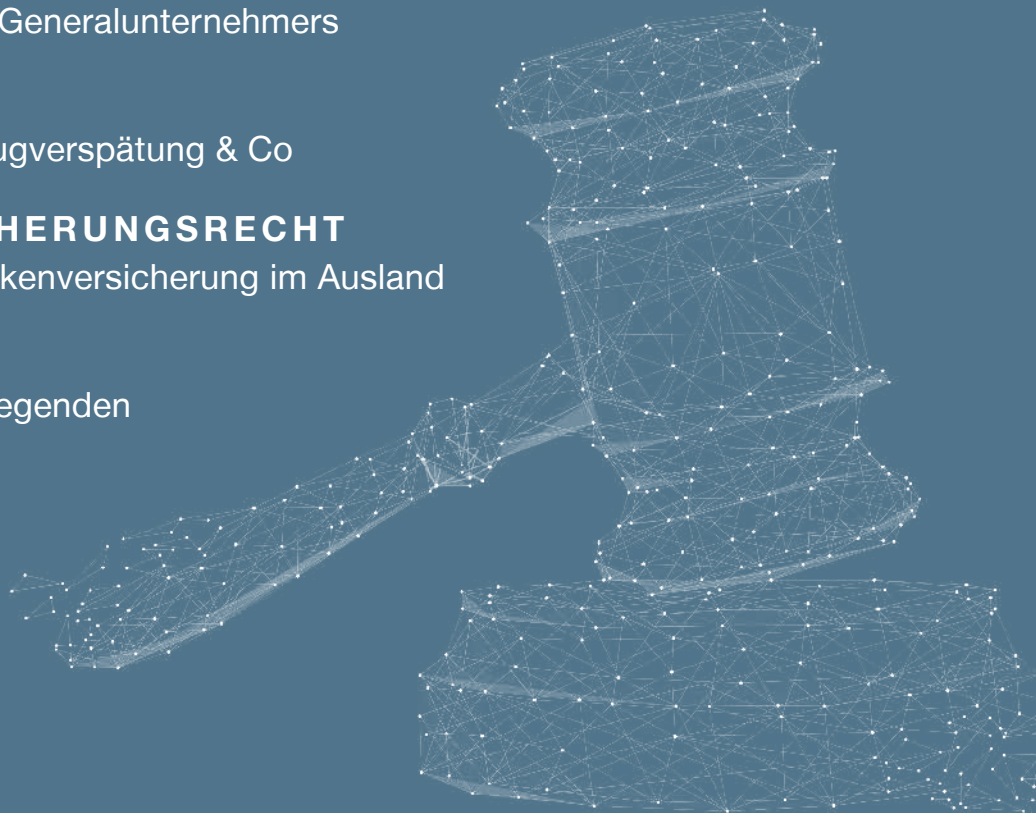 Generalunternehmers
ugverspätung & Co
HERUNGSRECHT
kenversicherung im Ausland
egenden